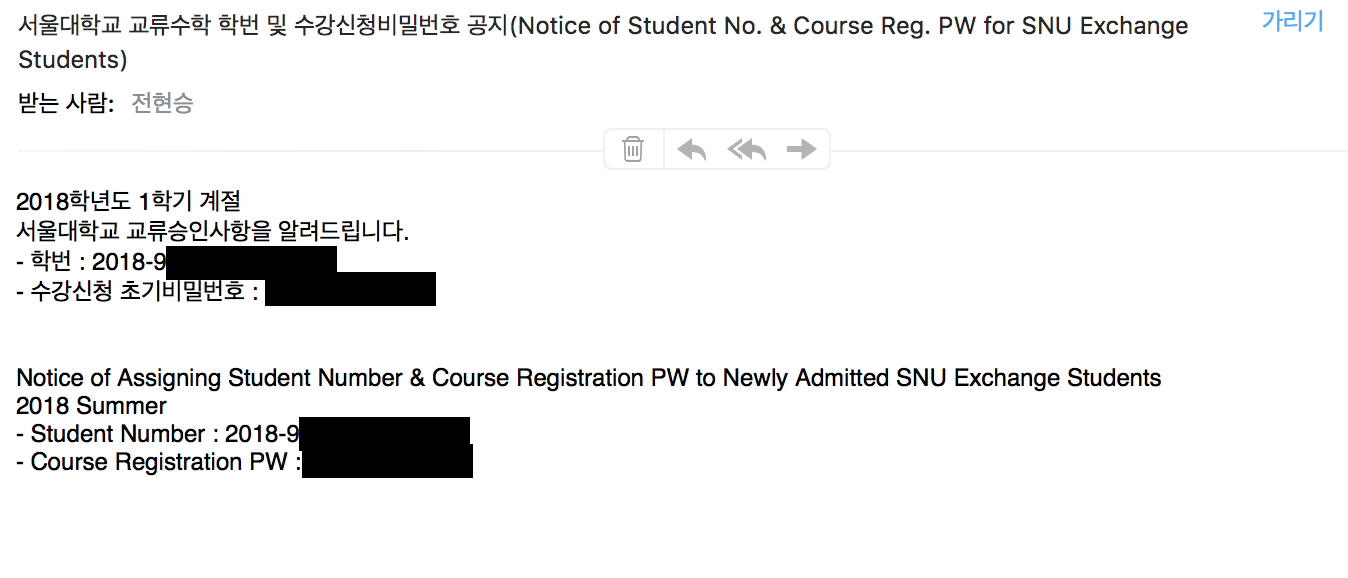 서울대학교 교류수학 학번 및 수강신청비밀번호 공지(Notice of Student No. & Course Reg. PW for SNU Exchange
Students)
가리기
받는 사람: 전현승
2018학년도 1학기 계절
서울대학교 교류승인사항을 알려드립니다.
- 학번 : 2018-9
- 수강신청 초기비밀번호 :
Notice of Assigning Student Number & Course Registration PW to Newly Admitted SNU Exchange Students
2018 Summer
- Student Number : 2018-9
- Course Registration PW :